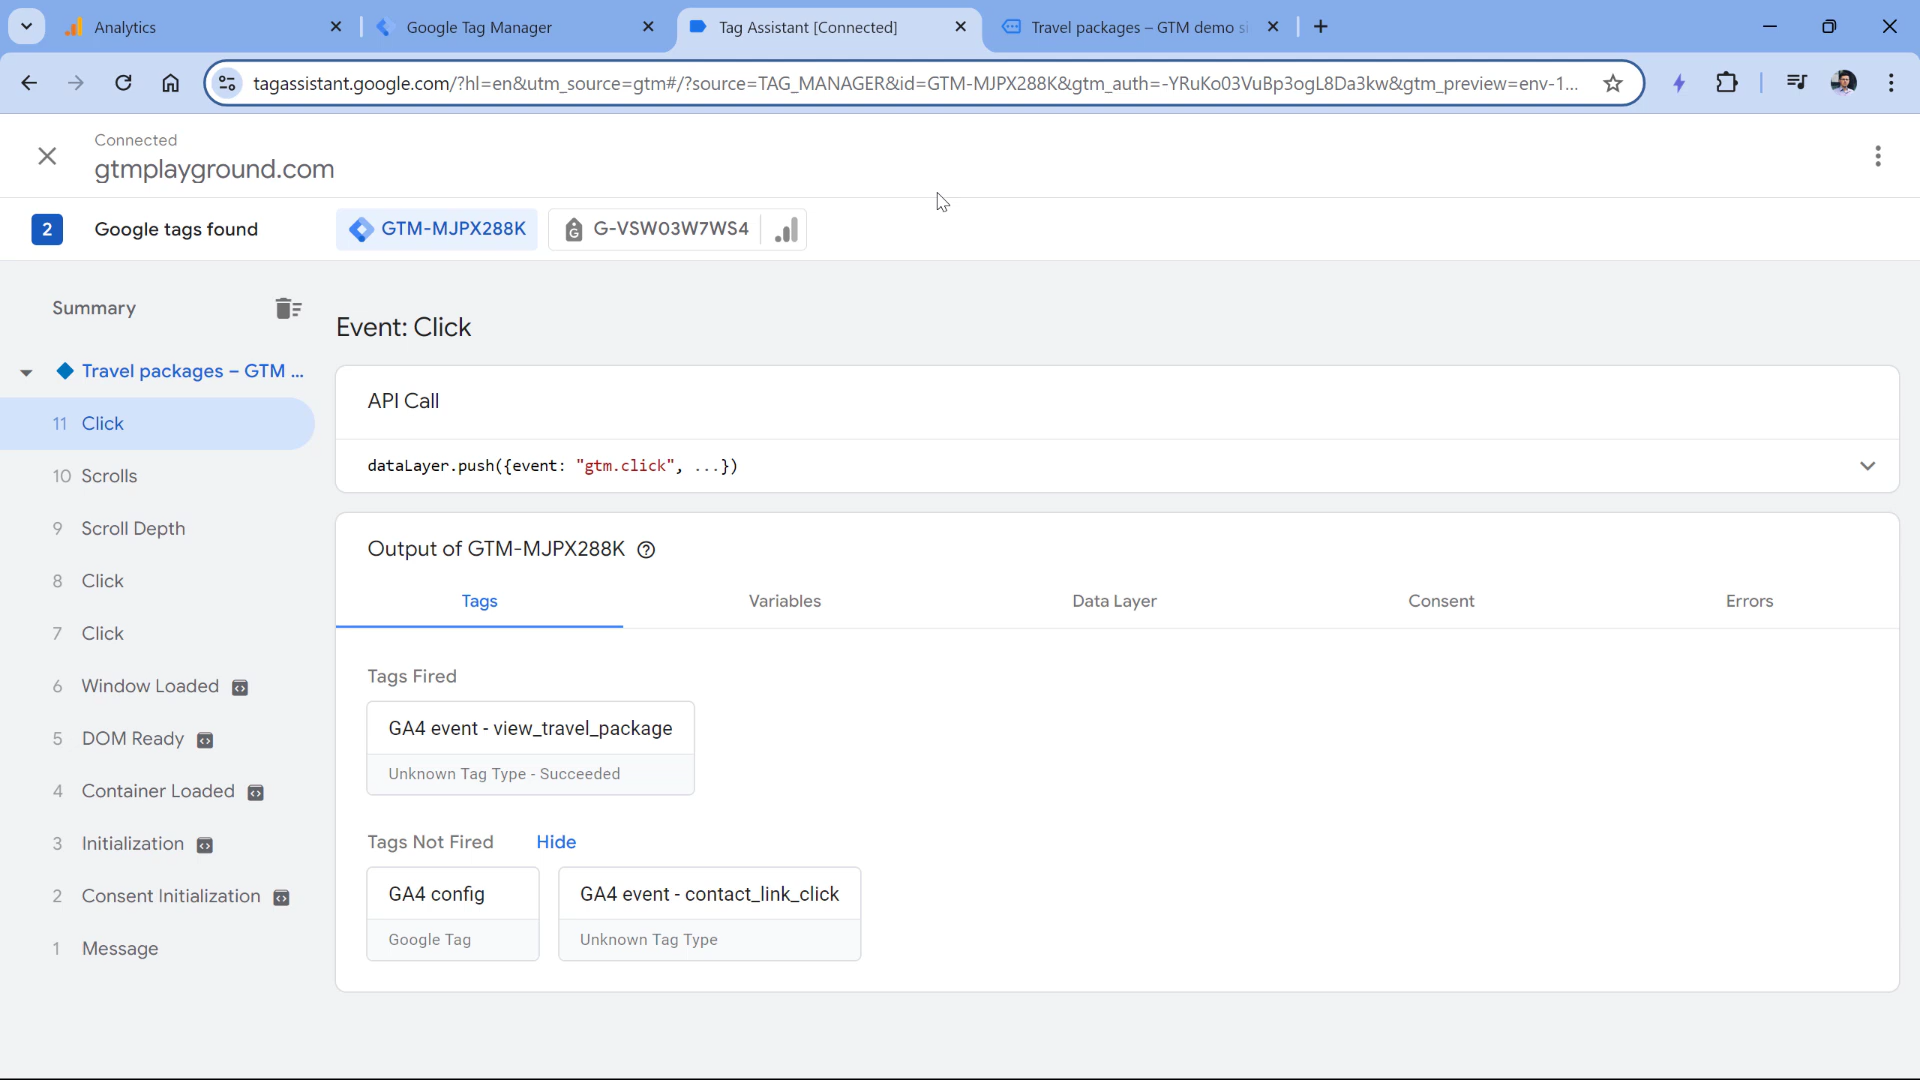 Analytics
Google Tag Manager
Tag Assistant [Connected]
Travel packages – GTM demo si
tagassistant.google.com/?hl=en&utm_source=gtm#/?source=TAG_MANAGER&id=GTM-MJPX288K&gtm_auth=-YRuKo03VuBp3ogL8Da3kw&gtm_preview=env-1...
Connected
gtmplayground.com
2 Google tags found GTM-MJPX288K G-VSW03W7WS4
Summary
Travel packages – GTM ...
11 Click
10 Scrolls
9 Scroll Depth
8 Click
7 Click
6 Window Loaded
5 DOM Ready
4 Container Loaded
3 Initialization
2 Consent Initialization
1 Message
Event: Click
API Call
dataLayer.push({event: "gtm.click", ...})
Output of GTM-MJPX288K
Tags Variables Data Layer Consent Errors
Tags Fired
GA4 event - view_travel_package
Unknown Tag Type - Succeeded
Tags Not Fired Hide
GA4 config
Google Tag
GA4 event - contact_link_click
Unknown Tag Type